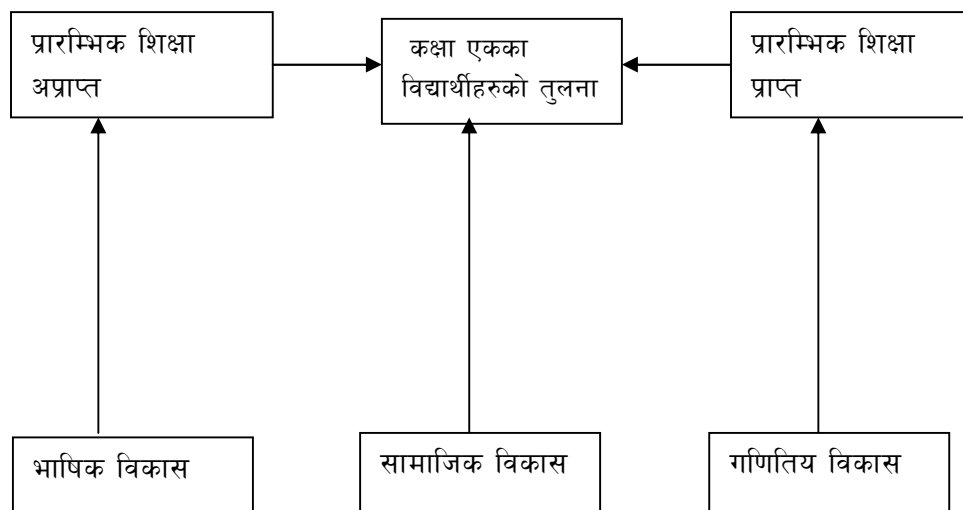 प्रारम्भिक शिक्षा
अप्राप्त
कक्षा एकका
विद्यार्थीहरुको तुलना
प्रारम्भिक शिक्षा
प्राप्त
भाषिक विकास
सामाजिक विकास
गणितिय विकास